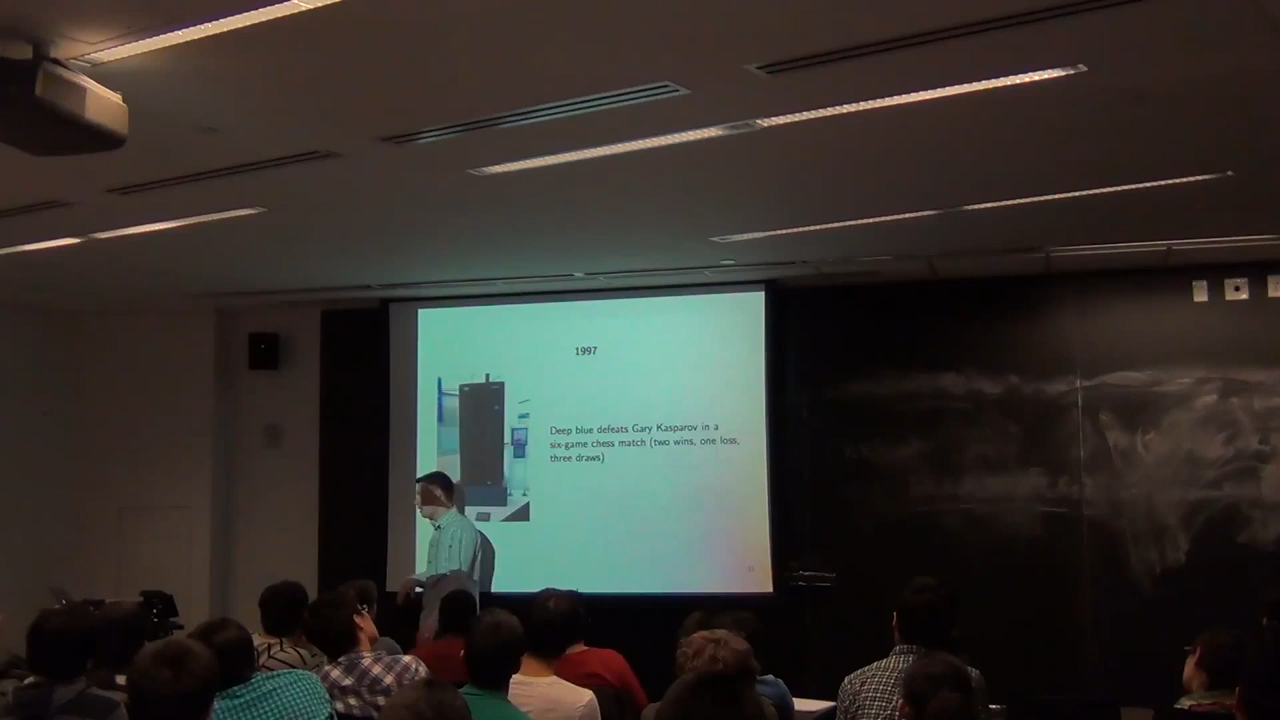 1997
Deep blue defeats Gary Kasparov in a
six-game chess match (two wins, one loss,
three draws)